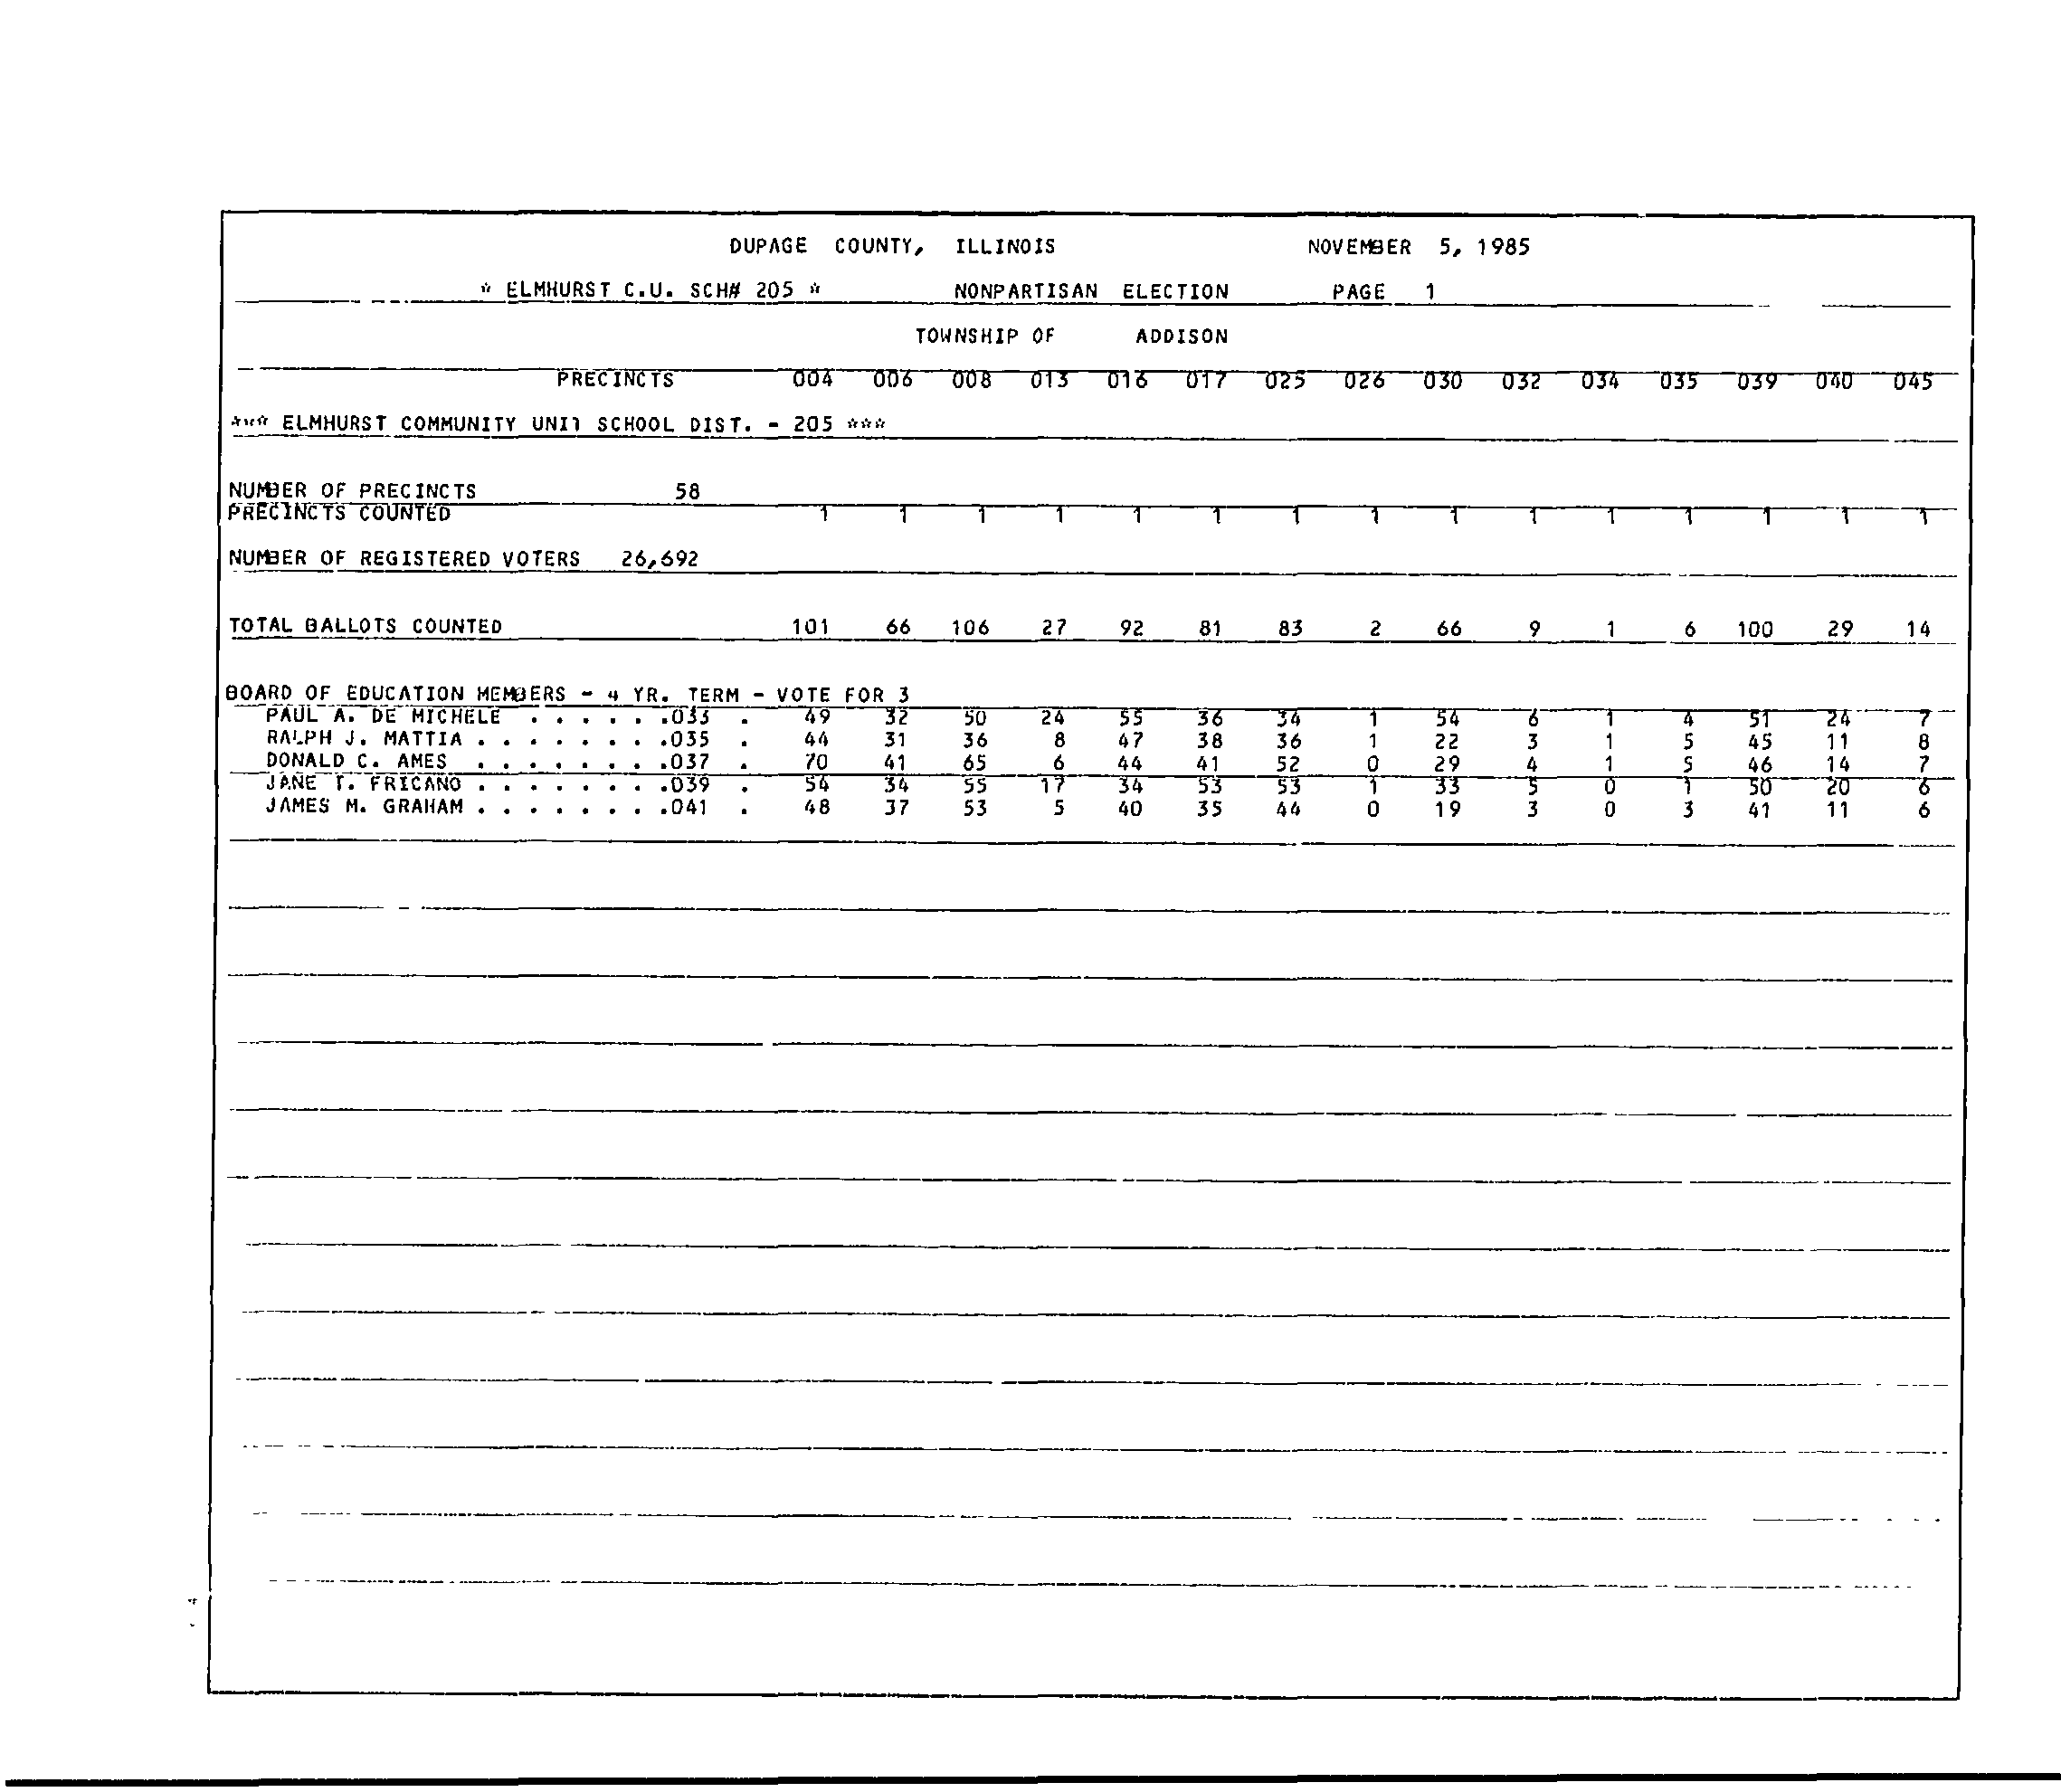 DUPAGE COUNTY, ILLINOIS NOVEMBER 5, 1985
* ELMHURST C.U. SCH# 205 * NONPARTISAN ELECTION PAGE 1
TOWNSHIP OF ADDISON
PRECINCTS 004 006 008 013 016 017 025 026 030 032 034 035 039 040 045
*** ELMHURST COMMUNITY UNIT SCHOOL DIST. - 205 ***
NUMBER OF PRECINCTS 58
PRECINCTS COUNTED 1 1 1 1 1 1 1 1 1 1 1 1 1 1 1
NUMBER OF REGISTERED VOTERS 26,692
TOTAL BALLOTS COUNTED 101 66 106 27 92 81 83 2 66 9 1 6 100 29 14
BOARD OF EDUCATION MEMBERS - 4 YR. TERM - VOTE FOR 3
PAUL A. DE MICHELE . . . . . .033 . 49 32 50 24 55 36 34 1 54 6 1 4 51 24 7
RALPH J. MATTIA . . . . . . . .035 . 44 31 36 8 47 38 36 1 22 3 1 5 45 11 8
DONALD C. AMES . . . . . . . .037 . 70 41 65 6 44 41 52 0 29 4 1 5 46 14 7
JANE T. FRICANO . . . . . . . .039 . 54 34 55 17 34 53 53 1 33 5 0 1 50 20 6
JAMES M. GRAHAM . . . . . . . .041 . 48 37 53 5 40 35 44 0 19 3 0 3 41 11 6